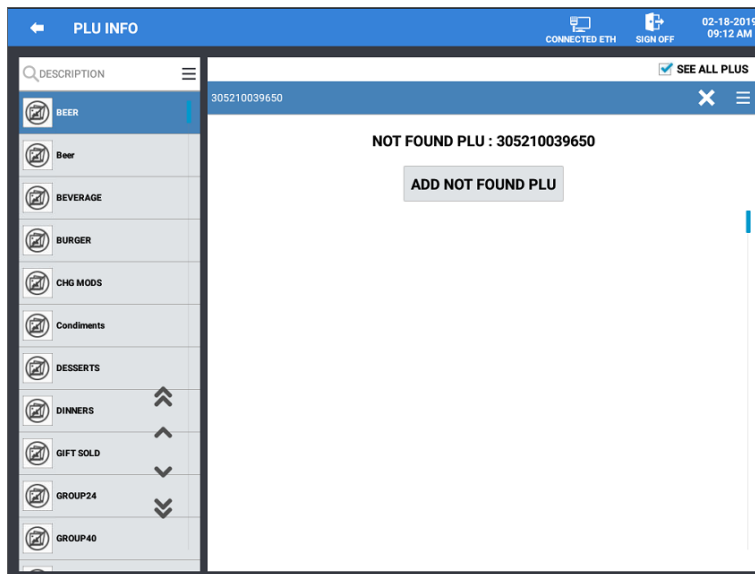 PLU INFO
CONNECTED ETH
SIGN OFF
02-18-2019
09:12 AM
DESCRIPTION
SEE ALL PLUS
BEER
305210039650
NOT FOUND PLU : 305210039650
ADD NOT FOUND PLU
Beer
BEVERAGE
BURGER
CHG MODS
Condiments
DESSERTS
DINNERS
GIFT SOLD
GROUP24
GROUP40